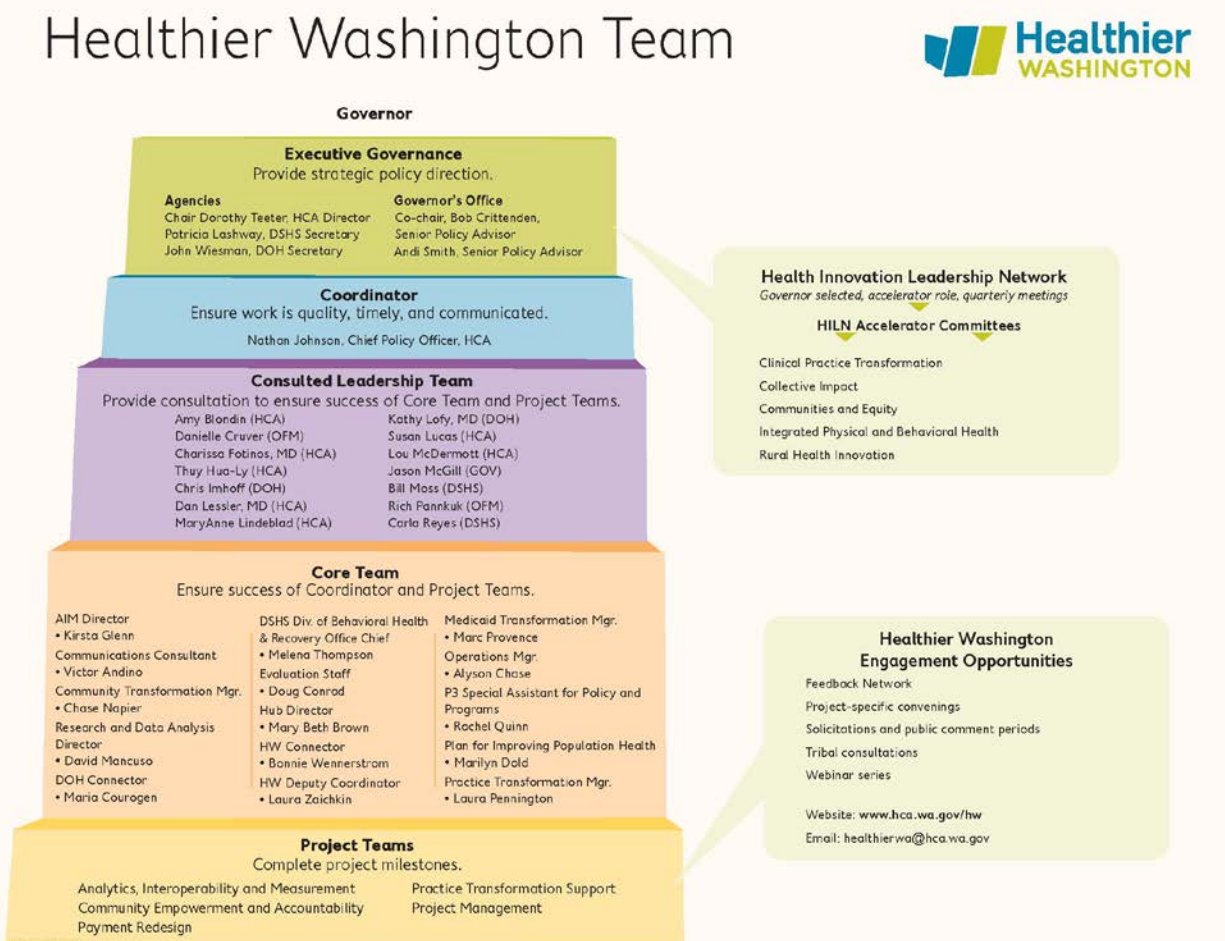 Healthier Washington Team
Healthier
WASHINGTON
Governor
Executive Governance
Provide strategic policy direction.
Agencies
Chair Dorothy Teeter, HCA Director
Patricia Lashway, DSHS Secretary
John Wiesman, DOH Secretary
Governor's Office
Co-chair, Bob Crittenden,
Senior Policy Advisor
Andi Smith, Senior Policy Advisor
Coordinator
Ensure work is quality, timely, and communicated.
Nathan Johnson, Chief Policy Officer, HCA
Consulted Leadership Team
Provide consultation to ensure success of Core Team and Project Teams.
Amy Blondin (HCA)
Danielle Cruver (OFM)
Charissa Fotinos, MD (HCA)
Thuy Hua-Ly (HCA)
Chris Imhoff (DOH)
Dan Lessler, MD (HCA)
MaryAnne Lindeblad (HCA)
Kathy Lofy, MD (DOH)
Susan Lucas (HCA)
Lou McDermott (HCA)
Jason McGill (GOV)
Bill Moss (DSHS)
Rich Pannkuk (OFM)
Carla Reyes (DSHS)
Core Team
Ensure success of Coordinator and Project Teams.
AIM Director
• Kirsta Glenn
Communications Consultant
• Victor Andino
Community Transformation Mgr.
• Chase Napier
Research and Data Analysis
Director
• David Mancuso
DOH Connector
• Maria Courogen
DSHS Div. of Behavioral Health
& Recovery Office Chief
• Melena Thompson
Evaluation Staff
• Doug Conrad
Hub Director
• Mary Beth Brown
HW Connector
• Bonnie Wennerstrom
HW Deputy Coordinator
• Laura Zaichkin
Medicaid Transformation Mgr.
• Marc Provence
Operations Mgr.
• Alyson Chase
P3 Special Assistant for Policy and
Programs
• Rachel Quinn
Plan for Improving Population Health
• Marilyn Dold
Practice Transformation Mgr.
• Laura Pennington
Project Teams
Complete project milestones.
Analytics, Interoperability and Measurement
Community Empowerment and Accountability
Payment Redesign
Practice Transformation Support
Project Management
Health Innovation Leadership Network
Governor selected, accelerator role, quarterly meetings
HILN Accelerator Committees
Clinical Practice Transformation
Collective Impact
Communities and Equity
Integrated Physical and Behavioral Health
Rural Health Innovation
Healthier Washington
Engagement Opportunities
Feedback Network
Project-specific convenings
Solicitations and public comment periods
Tribal consultations
Webinar series
Website: www.hca.wa.gov/hw
Email: healthierwa@hca.wa.gov